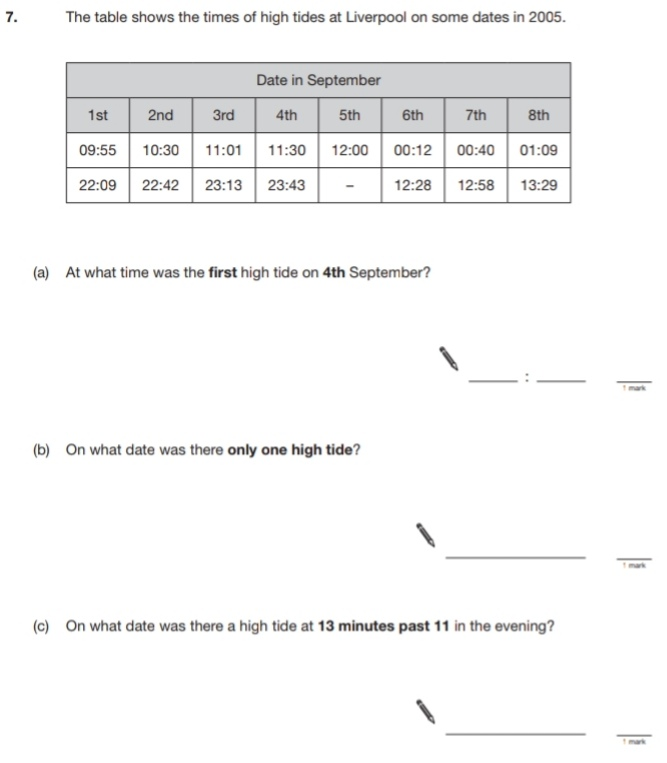 7. The table shows the times of high tides at Liverpool on some dates in 2005.
Date in September
1st 2nd 3rd 4th 5th 6th 7th 8th
09:55 10:30 11:01 11:30 12:00 00:12 00:40 01:09
22:09 22:42 23:13 23:43 – 12:28 12:58 13:29
(a) At what time was the first high tide on 4th September?
:
1 mark
(b) On what date was there only one high tide?
1 mark
(c) On what date was there a high tide at 13 minutes past 11 in the evening?
1 mark